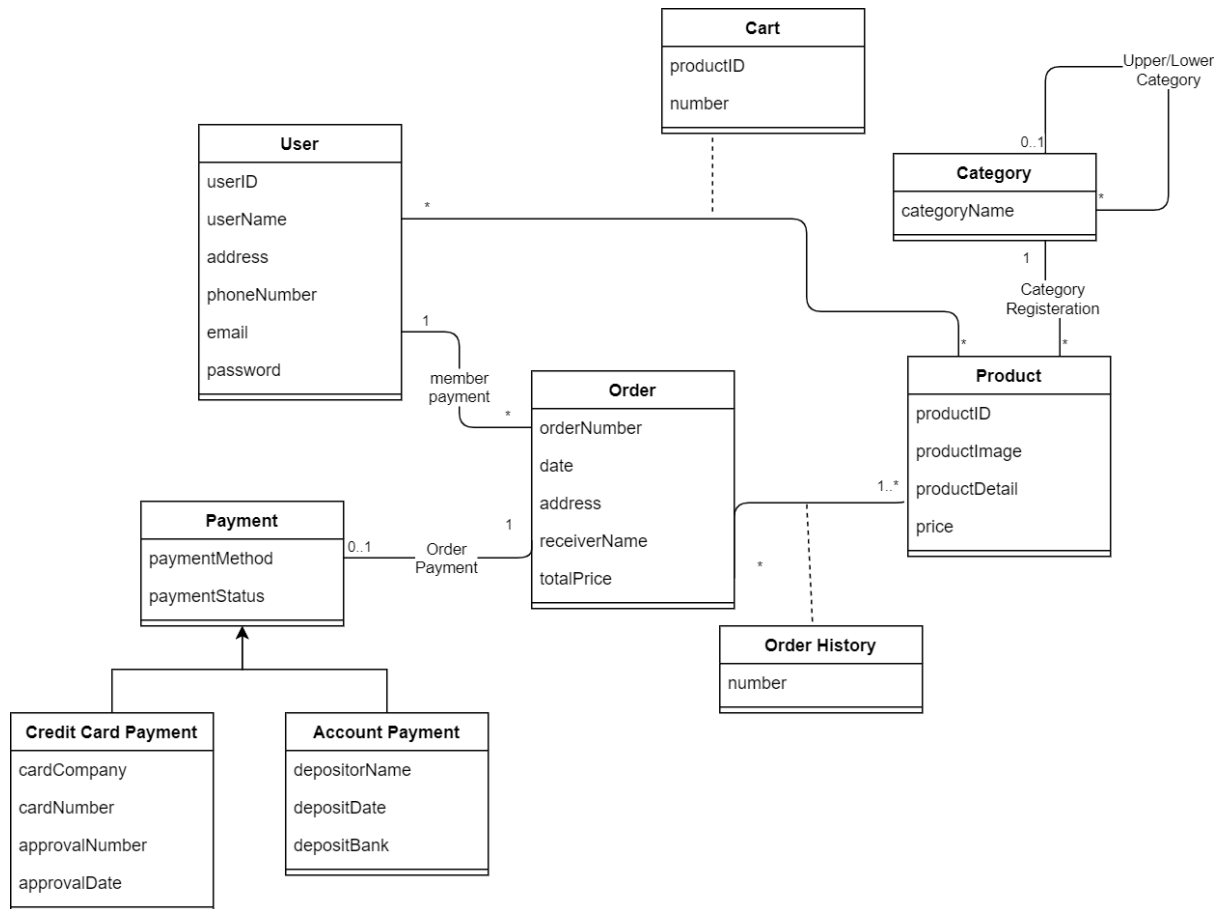 Cart
productID
number
Upper/Lower
Category
0..1
Category
categoryName
*
1
Category
Registeration
*
User
userID
userName
address
phoneNumber
email
password
*
*
1
member
payment
*
Order
orderNumber
date
address
receiverName
totalPrice
Product
productID
productImage
productDetail
price
1..*
*
Payment
paymentMethod
paymentStatus
0..1
Order
Payment
1
Order History
number
Credit Card Payment
cardCompany
cardNumber
approvalNumber
approvalDate
Account Payment
depositorName
depositDate
depositBank